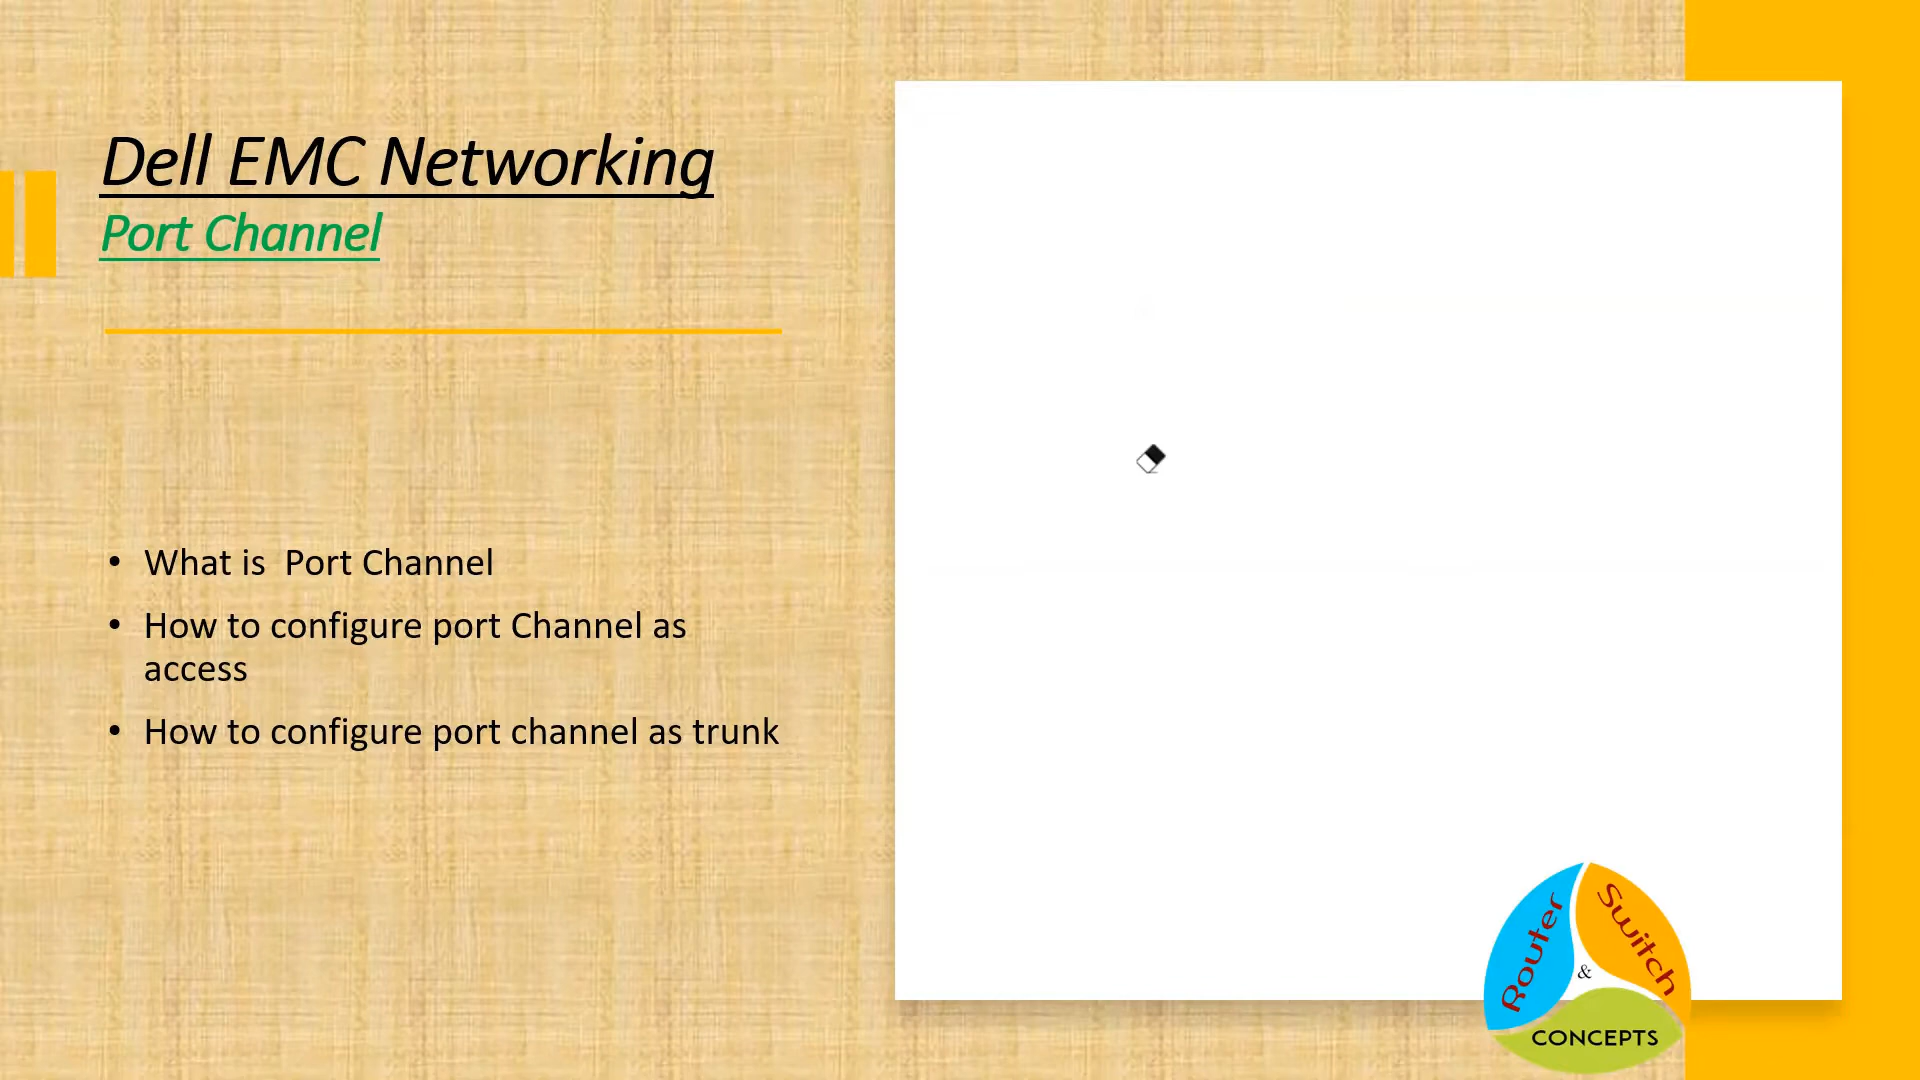 Dell EMC Networking
Port Channel
• What is  Port Channel
• How to configure port Channel as
access
• How to configure port channel as trunk
Router
&
Switch
CONCEPTS